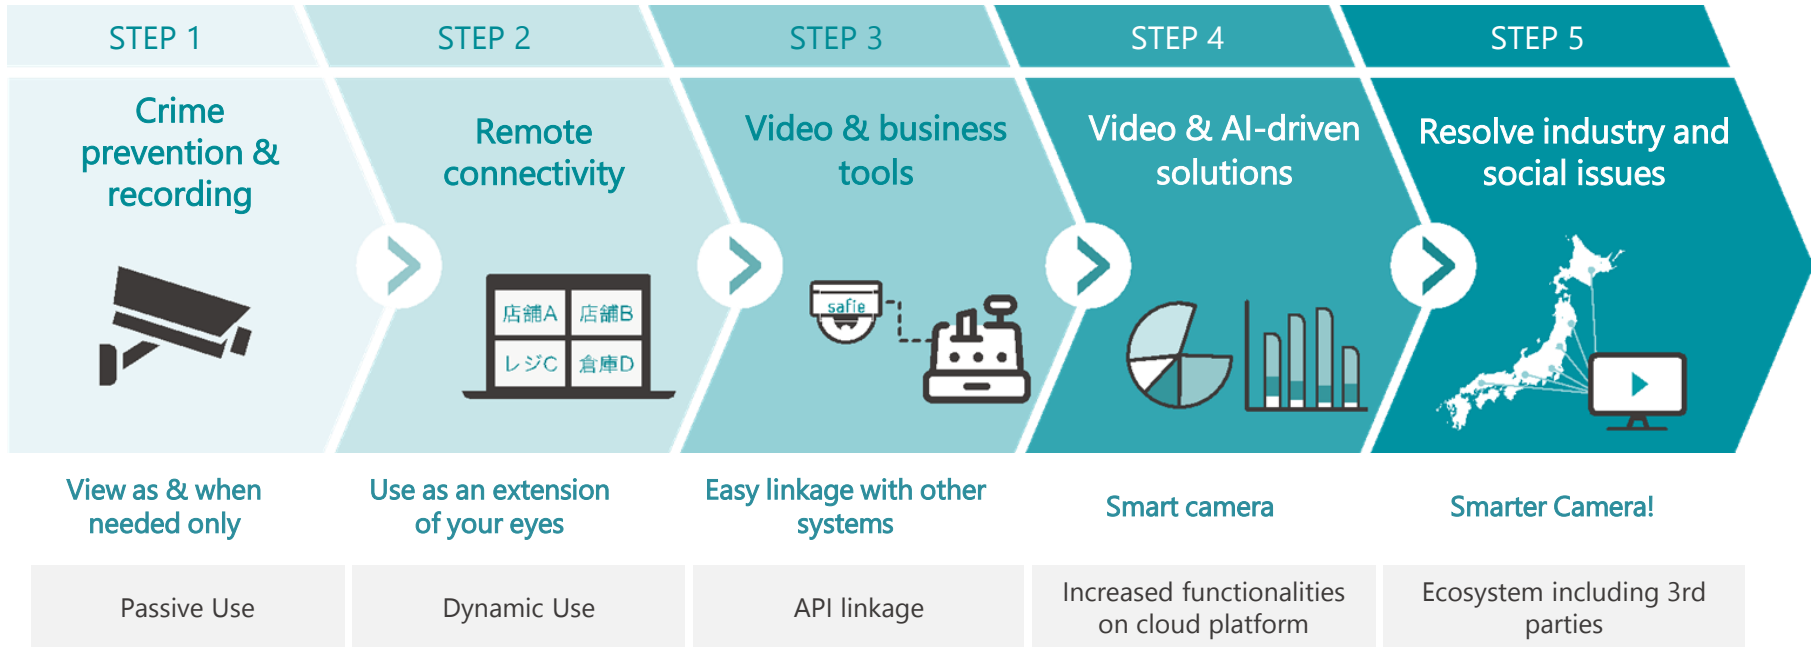 STEP 1
STEP 2
STEP 3
STEP 4
STEP 5
Crime
prevention &
recording
Remote
connectivity
Video & business
tools
Video & AI-driven
solutions
Resolve industry and
social issues
店舗A
店舗B
レジC
倉庫D
safie
View as & when
needed only
Use as an extension
of your eyes
Easy linkage with other
systems
Smart camera
Smarter Camera!
Passive Use
Dynamic Use
API linkage
Increased functionalities
on cloud platform
Ecosystem including 3rd
parties